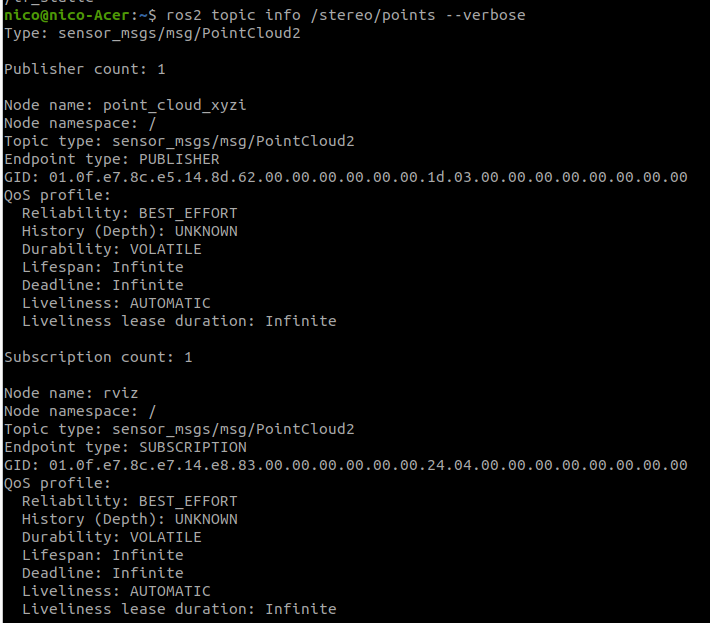 nico@nico-Acer:~$ ros2 topic info /stereo/points --verbose
Type: sensor_msgs/msg/PointCloud2
Publisher count: 1
Node name: point_cloud_xyzi
Node namespace: /
Topic type: sensor_msgs/msg/PointCloud2
Endpoint type: PUBLISHER
GID: 01.0f.e7.8c.e5.14.8d.62.00.00.00.00.00.00.1d.03.00.00.00.00.00.00.00.00
QoS profile:
  Reliability: BEST_EFFORT
  History (Depth): UNKNOWN
  Durability: VOLATILE
  Lifespan: Infinite
  Deadline: Infinite
  Liveliness: AUTOMATIC
  Liveliness lease duration: Infinite
Subscription count: 1
Node name: rviz
Node namespace: /
Topic type: sensor_msgs/msg/PointCloud2
Endpoint type: SUBSCRIPTION
GID: 01.0f.e7.8c.e7.14.e8.83.00.00.00.00.00.00.24.04.00.00.00.00.00.00.00.00
QoS profile:
  Reliability: BEST_EFFORT
  History (Depth): UNKNOWN
  Durability: VOLATILE
  Lifespan: Infinite
  Deadline: Infinite
  Liveliness: AUTOMATIC
  Liveliness lease duration: Infinite